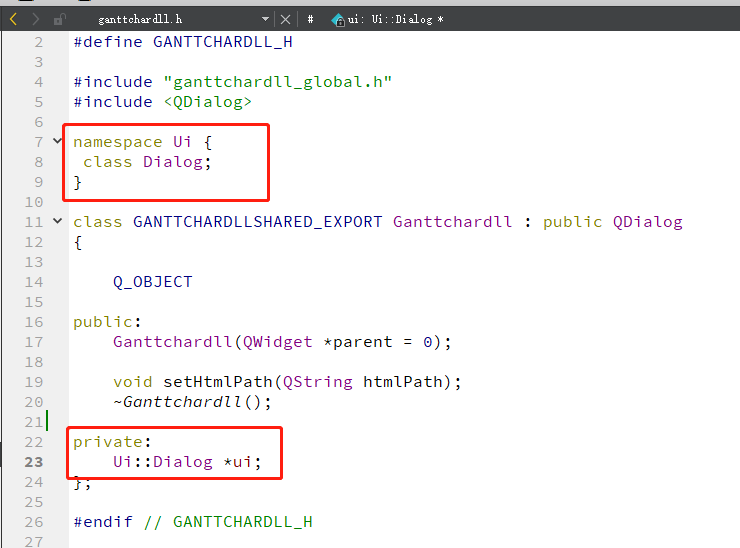 ganttchardll.h # ui: Ui::Dialog *
2 #define GANTTCHARDLL_H
3
4 #include "ganttchardll_global.h"
5 #include <QDialog>
6
7 namespace Ui {
8 class Dialog;
9 }
10
11 class GANTTCHARDLLSHARED_EXPORT Ganttchardll : public QDialog
12 {
13
14 Q_OBJECT
15
16 public:
17 Ganttchardll(QWidget *parent = 0);
18
19 void setHtmlPath(QString htmlPath);
20 ~Ganttchardll();
21
22 private:
23 Ui::Dialog *ui;
24 };
25
26 #endif // GANTTCHARDLL_H
27